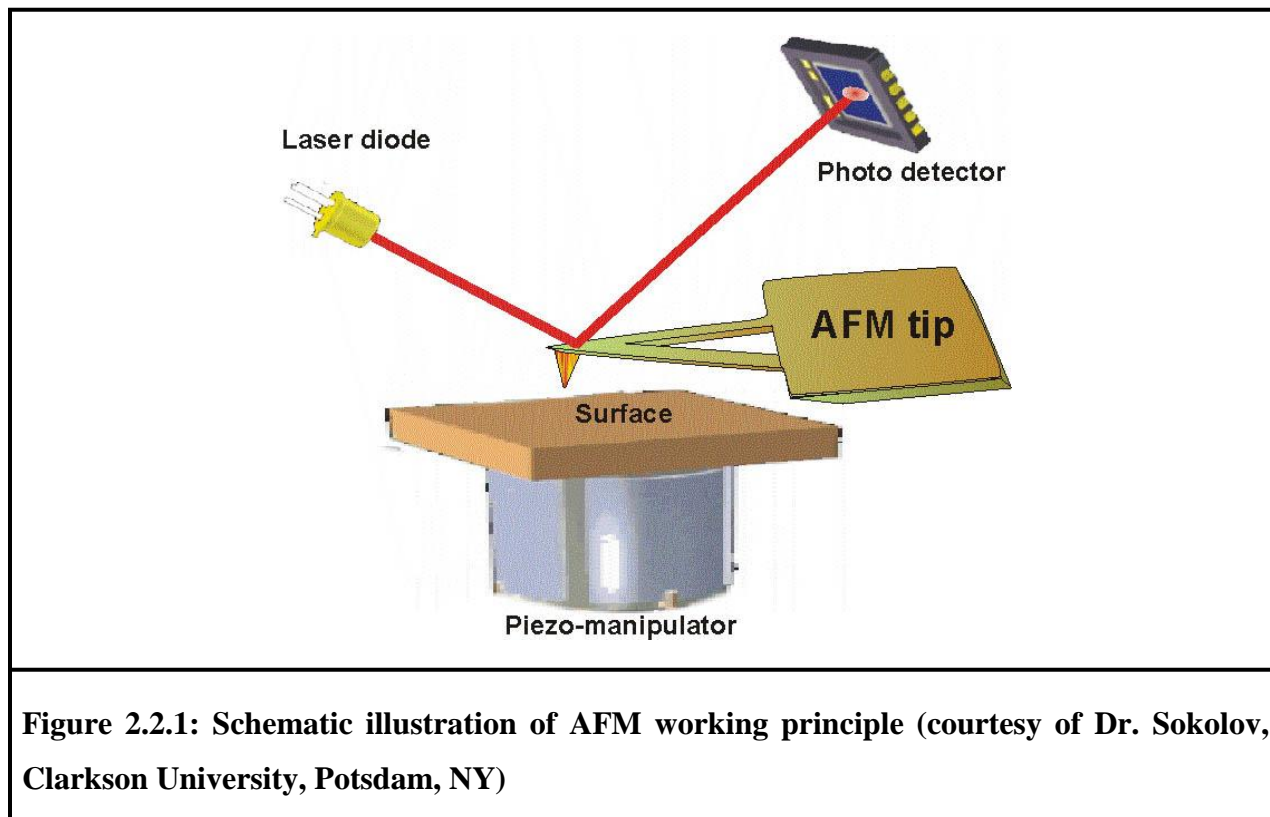 Laser diode
Photo detector
AFM tip
Surface
Piezo-manipulator
Figure 2.2.1: Schematic illustration of AFM working principle (courtesy of Dr. Sokolov,
Clarkson University, Potsdam, NY)